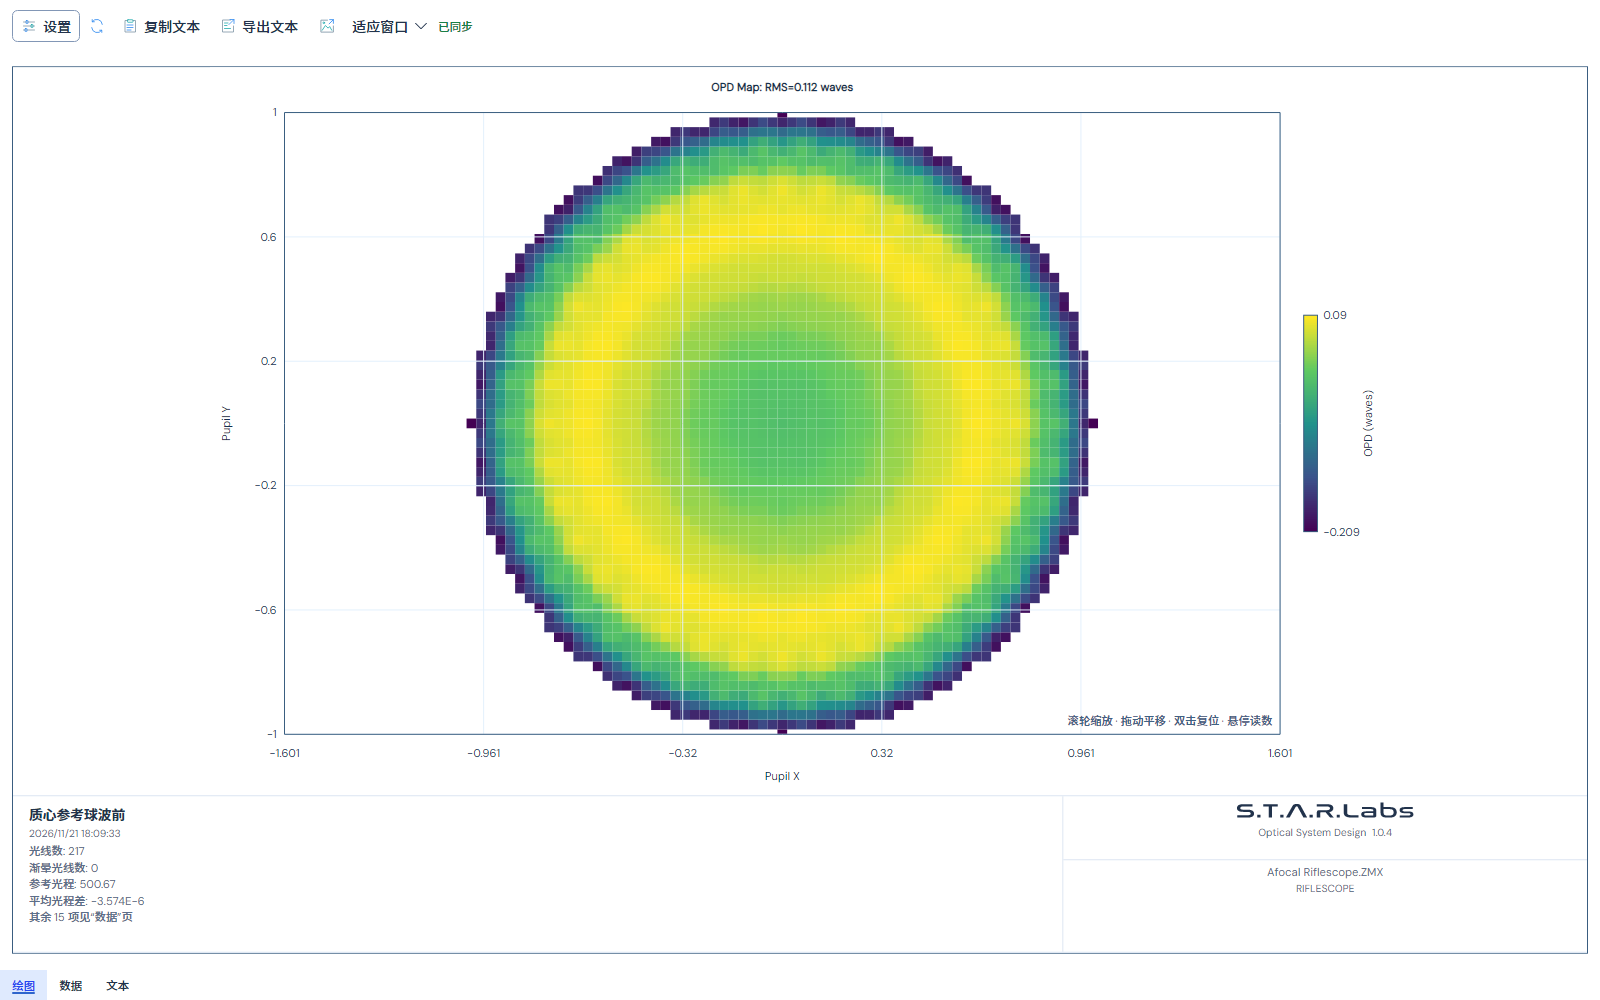 设置 复制文本 导出文本 适应窗口 已同步
OPD Map: RMS=0.112 waves
1
0.6
0.2
-0.2
-0.6
-1
Pupil Y
-1.601 -0.961 -0.32 0.32 0.961 1.601
Pupil X
滚轮缩放 · 拖动平移 · 双击复位 · 悬停读数
0.09
-0.209
OPD (waves)
质心参考球波前
2026/11/21 18:09:33
光线数: 217
渐晕光线数: 0
参考光程: 500.67
平均光程差: -3.574E-6
其余 15 项见“数据”页
S.T.A.R.Labs
Optical System Design 1.0.4
Afocal Riflescope.ZMX
RIFLESCOPE
绘图 数据 文本